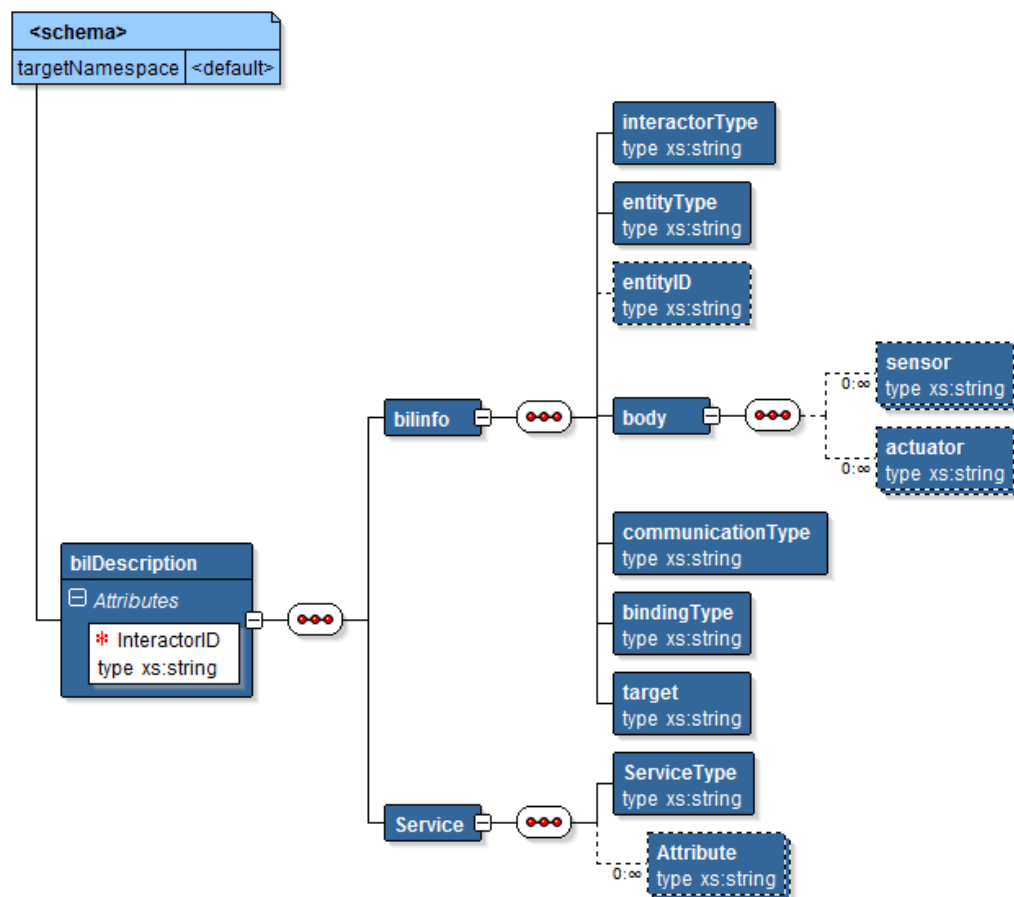 <schema>
targetNamespace <default>
interactorType
type xs:string
entityType
type xs:string
entityID
type xs:string
sensor
0:∞
type xs:string
bilinfo
body
actuator
0:∞
type xs:string
communicationType
type xs:string
bilDescription
Attributes
* InteractorID
type xs:string
bindingType
type xs:string
target
type xs:string
ServiceType
type xs:string
Service
Attribute
0:∞
type xs:string